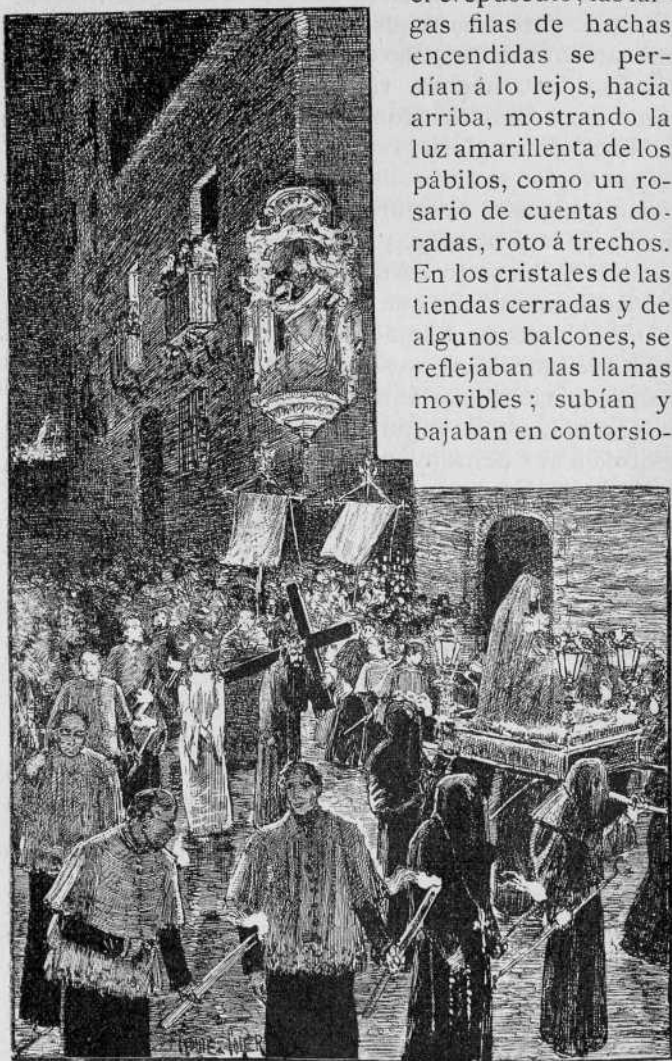 gas filas de hachas
encendidas se per-
dían á lo lejos, hacia
arriba, mostrando la
luz amarillenta de los
pábilos, como un ro-
sario de cuentas do-
radas, roto á trechos.
En los cristales de las
tiendas cerradas y de
algunos balcones, se
reflejaban las llamas
movibles; subían y
bajaban en contorsio-